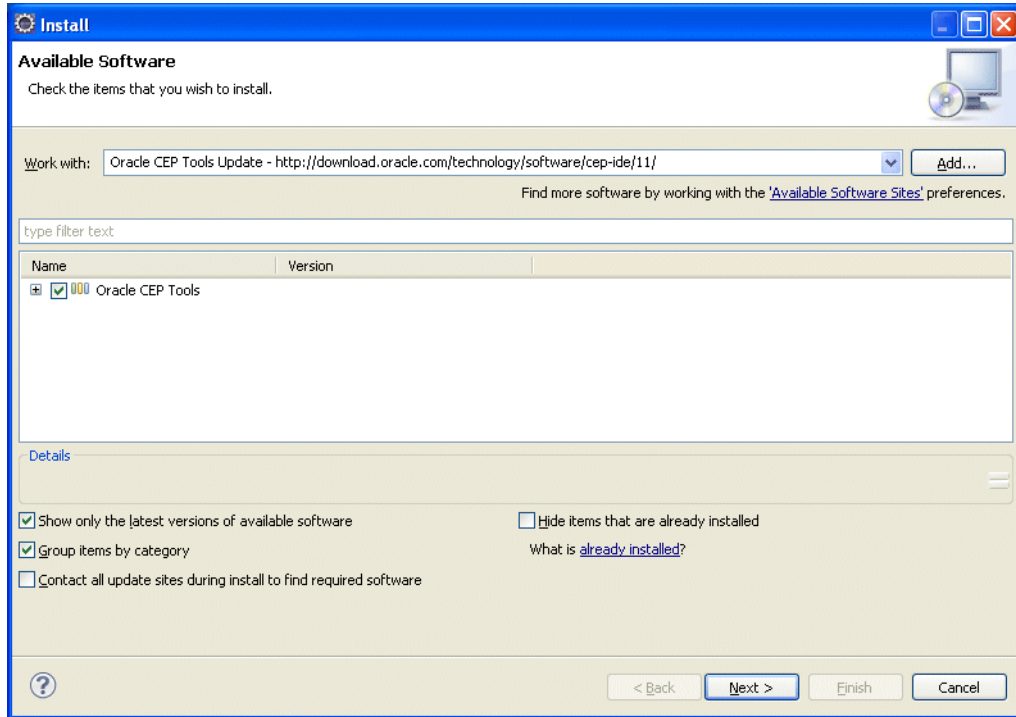 Install
Available Software
Check the items that you wish to install.
Work with: Oracle CEP Tools Update - http://download.oracle.com/technology/software/cep-ide/11/ Add...
Find more software by working with the 'Available Software Sites' preferences.
type filter text
Name Version
Oracle CEP Tools
Details
Show only the latest versions of available software Hide items that are already installed
Group items by category What is already installed?
Contact all update sites during install to find required software
? < Back Next > Finish Cancel